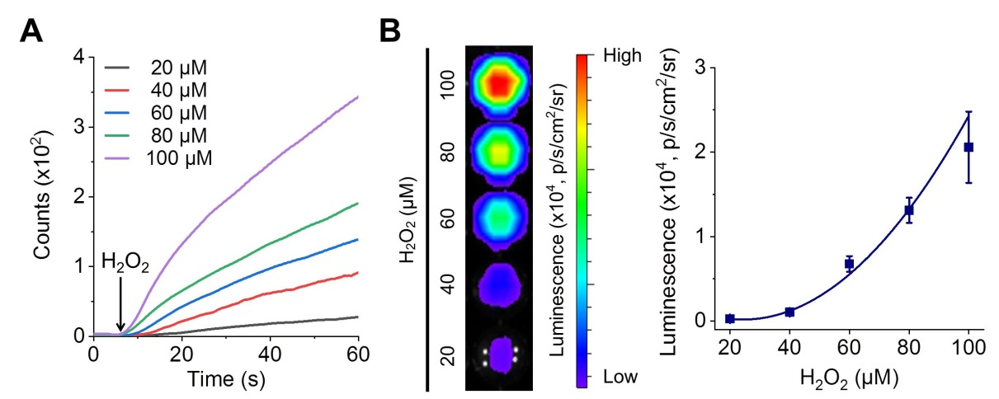 A
Counts (x10²)
4
3
2
1
0
20 µM
40 µM
60 µM
80 µM
100 µM
H₂O₂
0
20
40
60
Time (s)
B
H₂O₂ (µM)
100
80
60
40
20
Luminescence (x10⁴, p/s/cm²/sr)
High
Low
Luminescence (x10⁴, p/s/cm²/sr)
3
2
1
0
20
40
60
80
100
H₂O₂ (µM)